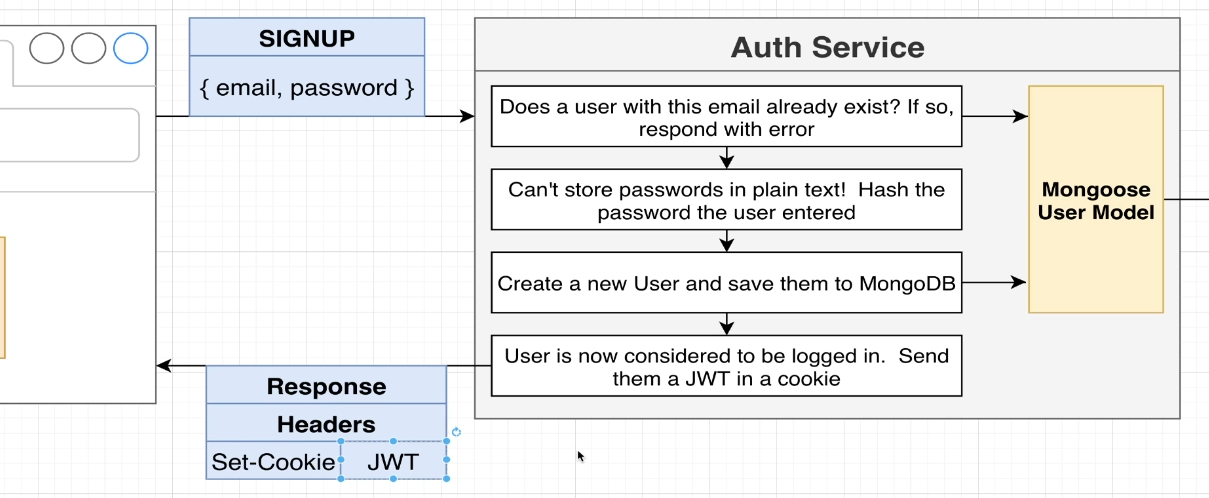 SIGNUP
{ email, password }
Auth Service
Does a user with this email already exist? If so,
respond with error
Can't store passwords in plain text!  Hash the
password the user entered
Create a new User and save them to MongoDB
User is now considered to be logged in.  Send
them a JWT in a cookie
Mongoose
User Model
Response
Headers
Set-Cookie JWT